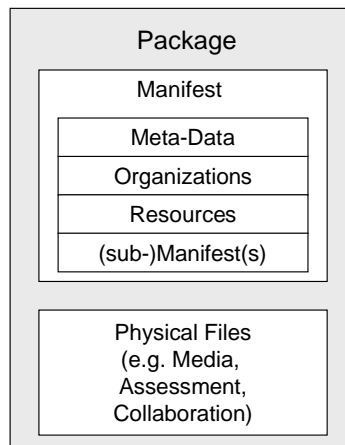 Package
Manifest
Meta-Data
Organizations
Resources
(sub-)Manifest(s)
Physical Files
(e.g. Media,
Assessment,
Collaboration)